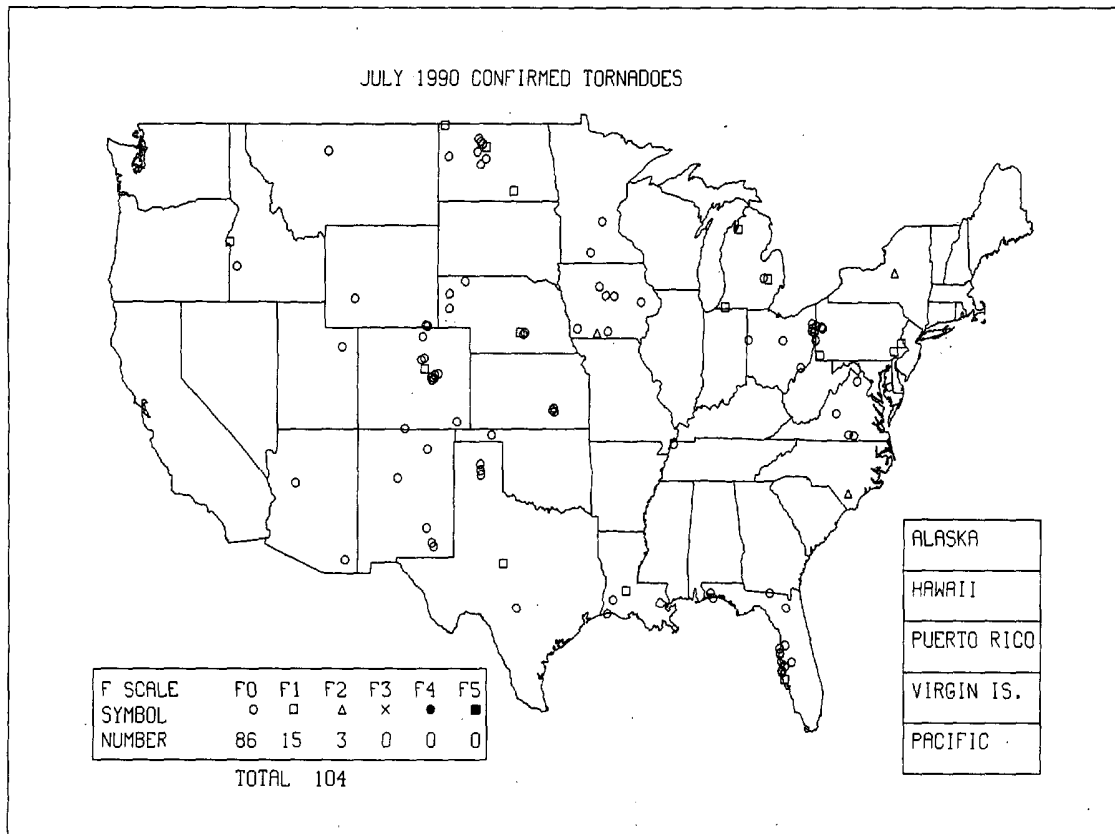 JULY 1990 CONFIRMED TORNADOES
ALASKA
HAWAII
PUERTO RICO
VIRGIN IS.
PACIFIC
F SCALE F0 F1 F2 F3 F4 F5
SYMBOL ○ □ △ × ● ■
NUMBER 86 15 3 0 0 0
TOTAL 104